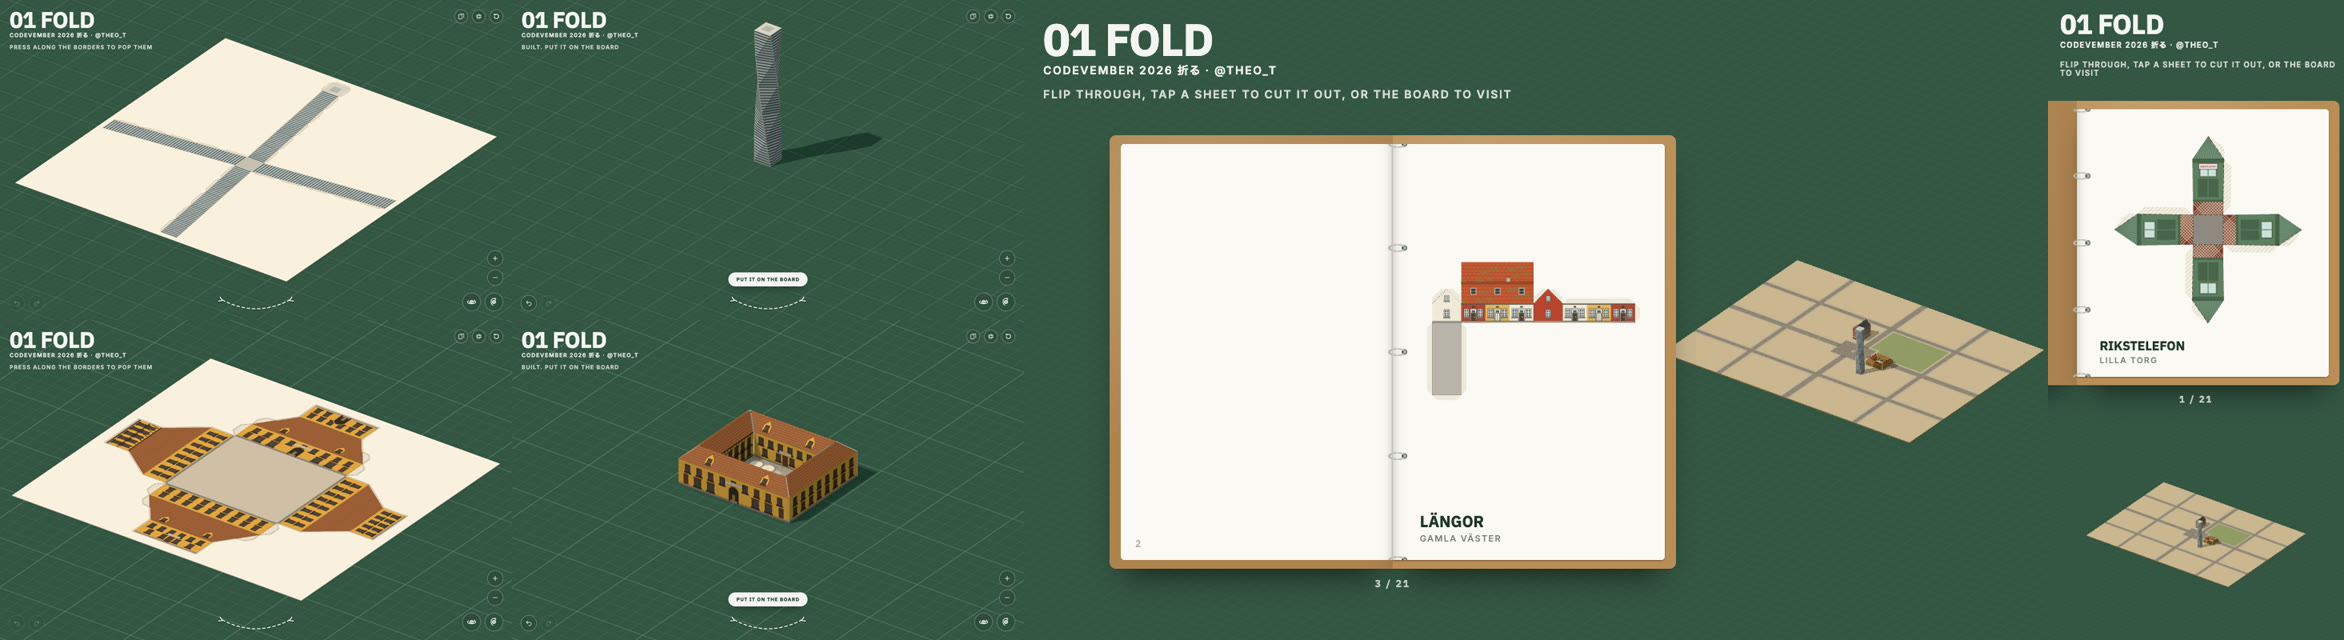 01 FOLD
CODEVEMBER 2026 折る · @THEO_T
PRESS ALONG THE BORDERS TO POP THEM
01 FOLD
CODEVEMBER 2026 折る · @THEO_T
BUILT. PUT IT ON THE BOARD
PUT IT ON THE BOARD
01 FOLD
CODEVEMBER 2026 折る · @THEO_T
PRESS ALONG THE BORDERS TO POP THEM
01 FOLD
CODEVEMBER 2026 折る · @THEO_T
BUILT. PUT IT ON THE BOARD
PUT IT ON THE BOARD
01 FOLD
CODEVEMBER 2026 折る · @THEO_T
FLIP THROUGH, TAP A SHEET TO CUT IT OUT, OR THE BOARD TO VISIT
2
LÄNGOR
GAMLA VÄSTER
3 / 21
01 FOLD
CODEVEMBER 2026 折る · @THEO_T
FLIP THROUGH, TAP A SHEET TO CUT IT OUT, OR THE BOARD
TO VISIT
RIKSTELEFON
LILLA TORG
1 / 21